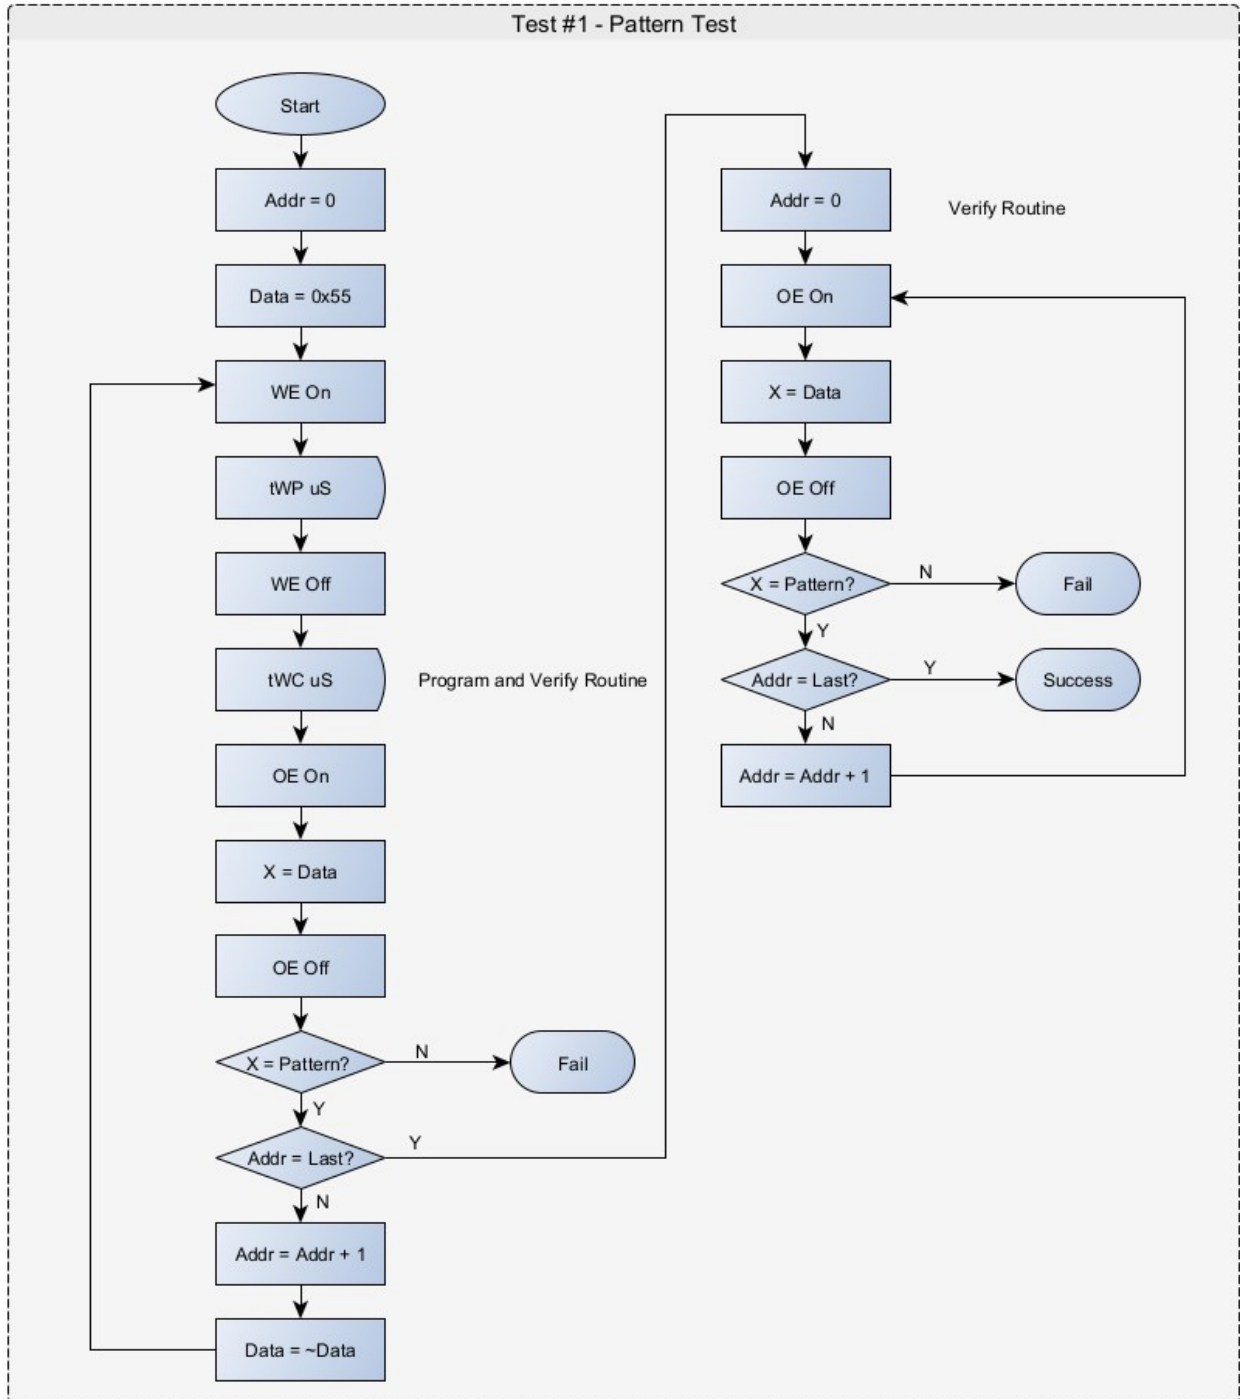 Test #1 - Pattern Test
Start
Addr = 0
Data = 0x55
WE On
tWP uS
WE Off
tWC uS
Program and Verify Routine
OE On
X = Data
OE Off
X = Pattern?
N
Fail
Y
Addr = Last?
Y
N
Addr = Addr + 1
Data = ~Data
Addr = 0
Verify Routine
OE On
X = Data
OE Off
X = Pattern?
N
Fail
Y
Addr = Last?
Y
Success
N
Addr = Addr + 1